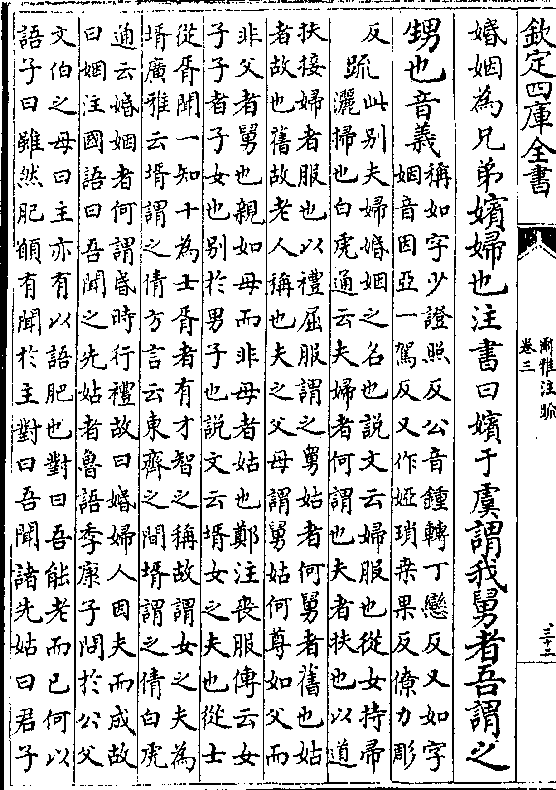 欽定四庫全書
爾雅注疏
卷三
三十二
婚姻為兄弟嬪婦也注書曰嬪于虞謂我舅者吾謂之
甥也音義
稱如字少證照反公音鍾轉丁戀反又如字
姻音因亞一駕反又作婭瑣桒果反僚力彫
反
疏
此别夫婦婚姻之名也說文云婦服也從女持帚
灑掃也白虎通云夫婦者何謂也夫者扶也以道
扶接婦者服也以禮屈服謂之舅姑者何舅者舊也姑
者故也舊故老人稱也夫之父母謂舅姑何尊如父而
非父者舅也親如母而非母者姑也鄭注喪服傳云女
子子者子女也别於男子也說文云壻女之夫也從士
從胥聞一知十為士胥者有才智之稱故謂女之夫為
壻廣雅云壻謂之倩方言云東齊之間壻謂之倩白虎
通云婚姻者何謂昏時行禮故曰婚婦人因夫而成故
曰姻注國語曰吾聞之先姑者魯語季康子問於公父
文伯之母曰主亦有以語肥也對曰吾能老而已何以
語子曰雖然肥願有聞於主對曰吾聞諸先姑曰君子